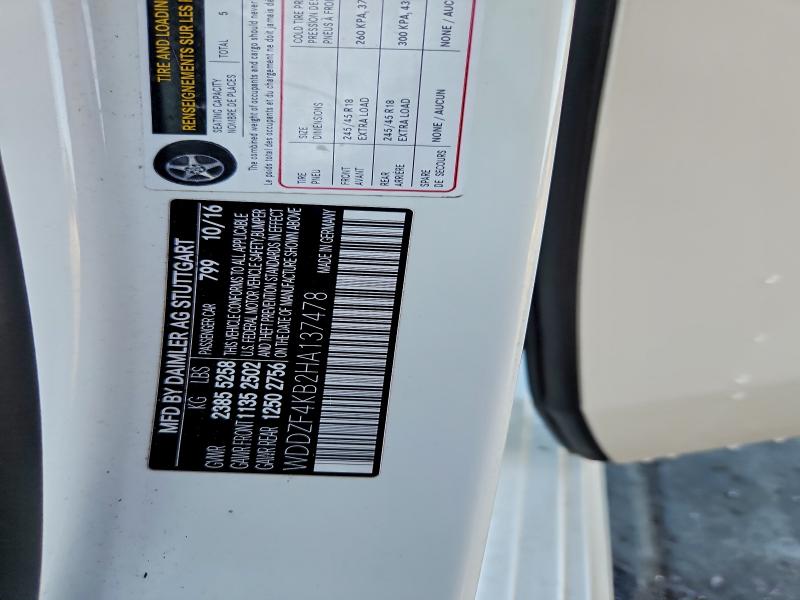 MFD BY DAIMLER AG STUTTGART
KG LBS PASSENGER CAR 799 10/16
GVWR 2385 5258 THIS VEHICLE CONFORMS TO ALL APPLICABLE
GAWR FRONT 1135 2502 U.S. FEDERAL MOTOR VEHICLE SAFETY, BUMPER
GAWR REAR 1250 2756 AND THEFT PREVENTION STANDARDS IN EFFECT
ON THE DATE OF MANUFACTURE SHOWN ABOVE
WDDZF4KB2HA137478 MADE IN GERMANY
TIRE AND LOADING
RENSEIGNEMENTS SUR LES
SEATING CAPACITY
NOMBRE DE PLACES
TOTAL 5
The combined weight of occupants and cargo should never
Le poids total des occupants et du chargement ne doit jamais
TIRE SIZE COLD TIRE
PNEU DIMENSIONS PRESSION
PNEUS À
FRONT 245/45 R18 260 KPA, 37
AVANT EXTRA LOAD
REAR 245/45 R18 300 KPA, 43
ARRIÈRE EXTRA LOAD
SPARE NONE / AUCUN NONE / AUC
DE SECOURS